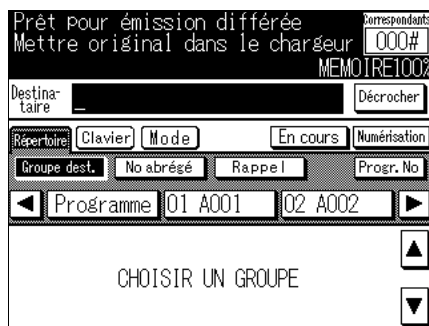 Prêt pour émission différée
Correspondants
Mettre original dans le chargeur 000#
MEMOIRE100%
Destina-
taire _ Décrocher
Répertoire Clavier Mode En cours Numérisation
Groupe dest. No abrégé Rappel Progr. No
◄ Programme 01 A001 02 A002 ►
▲
CHOISIR UN GROUPE
▼